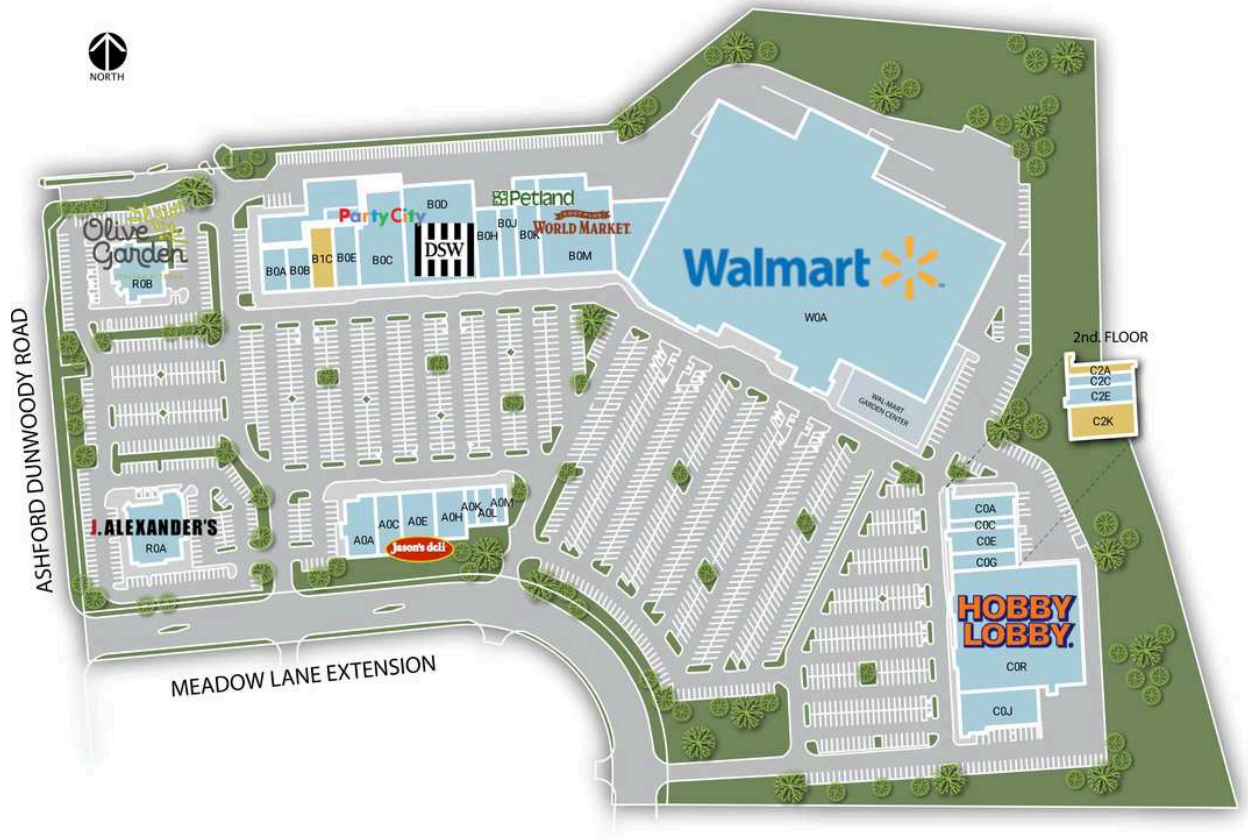 NORTH
Olive
Garden
R0B
Party City
B0D
DSW
Petland
COST PLUS
WORLD MARKET
B0A
B0B
B1C
B0E
B0C
B0H
B0J
B0K
B0M
Walmart
W0A
WAL-MART
GARDEN CENTER
2nd. FLOOR
C2A
C2C
C2E
C2K
ASHFORD DUNWOODY ROAD
J. ALEXANDER'S
R0A
A0A
A0C
A0E
A0H
A0K
A0L
A0M
Jason's deli
C0A
C0C
C0E
C0G
HOBBY
LOBBY
C0R
C0J
MEADOW LANE EXTENSION